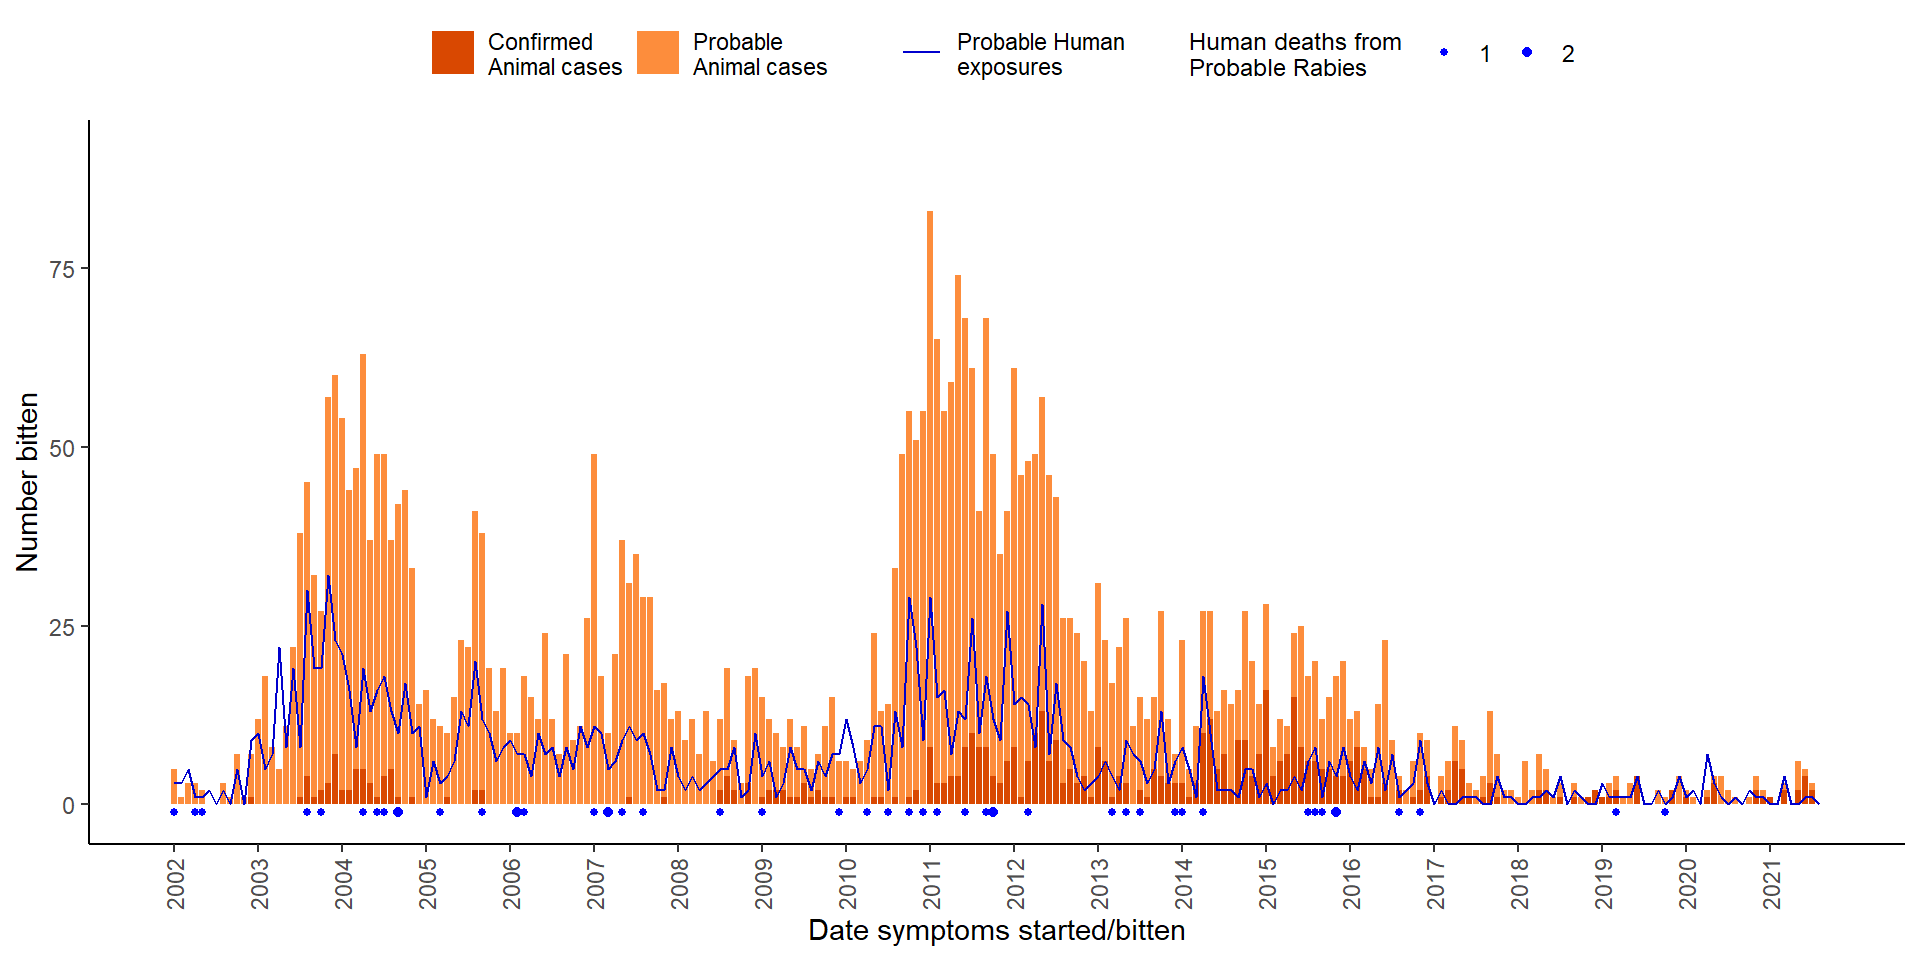 Confirmed
Animal cases
Probable
Animal cases
Probable Human
exposures
Human deaths from
Probable Rabies
1
2
Number bitten
75
50
25
0
2002
2003
2004
2005
2006
2007
2008
2009
2010
2011
2012
2013
2014
2015
2016
2017
2018
2019
2020
2021
Date symptoms started/bitten